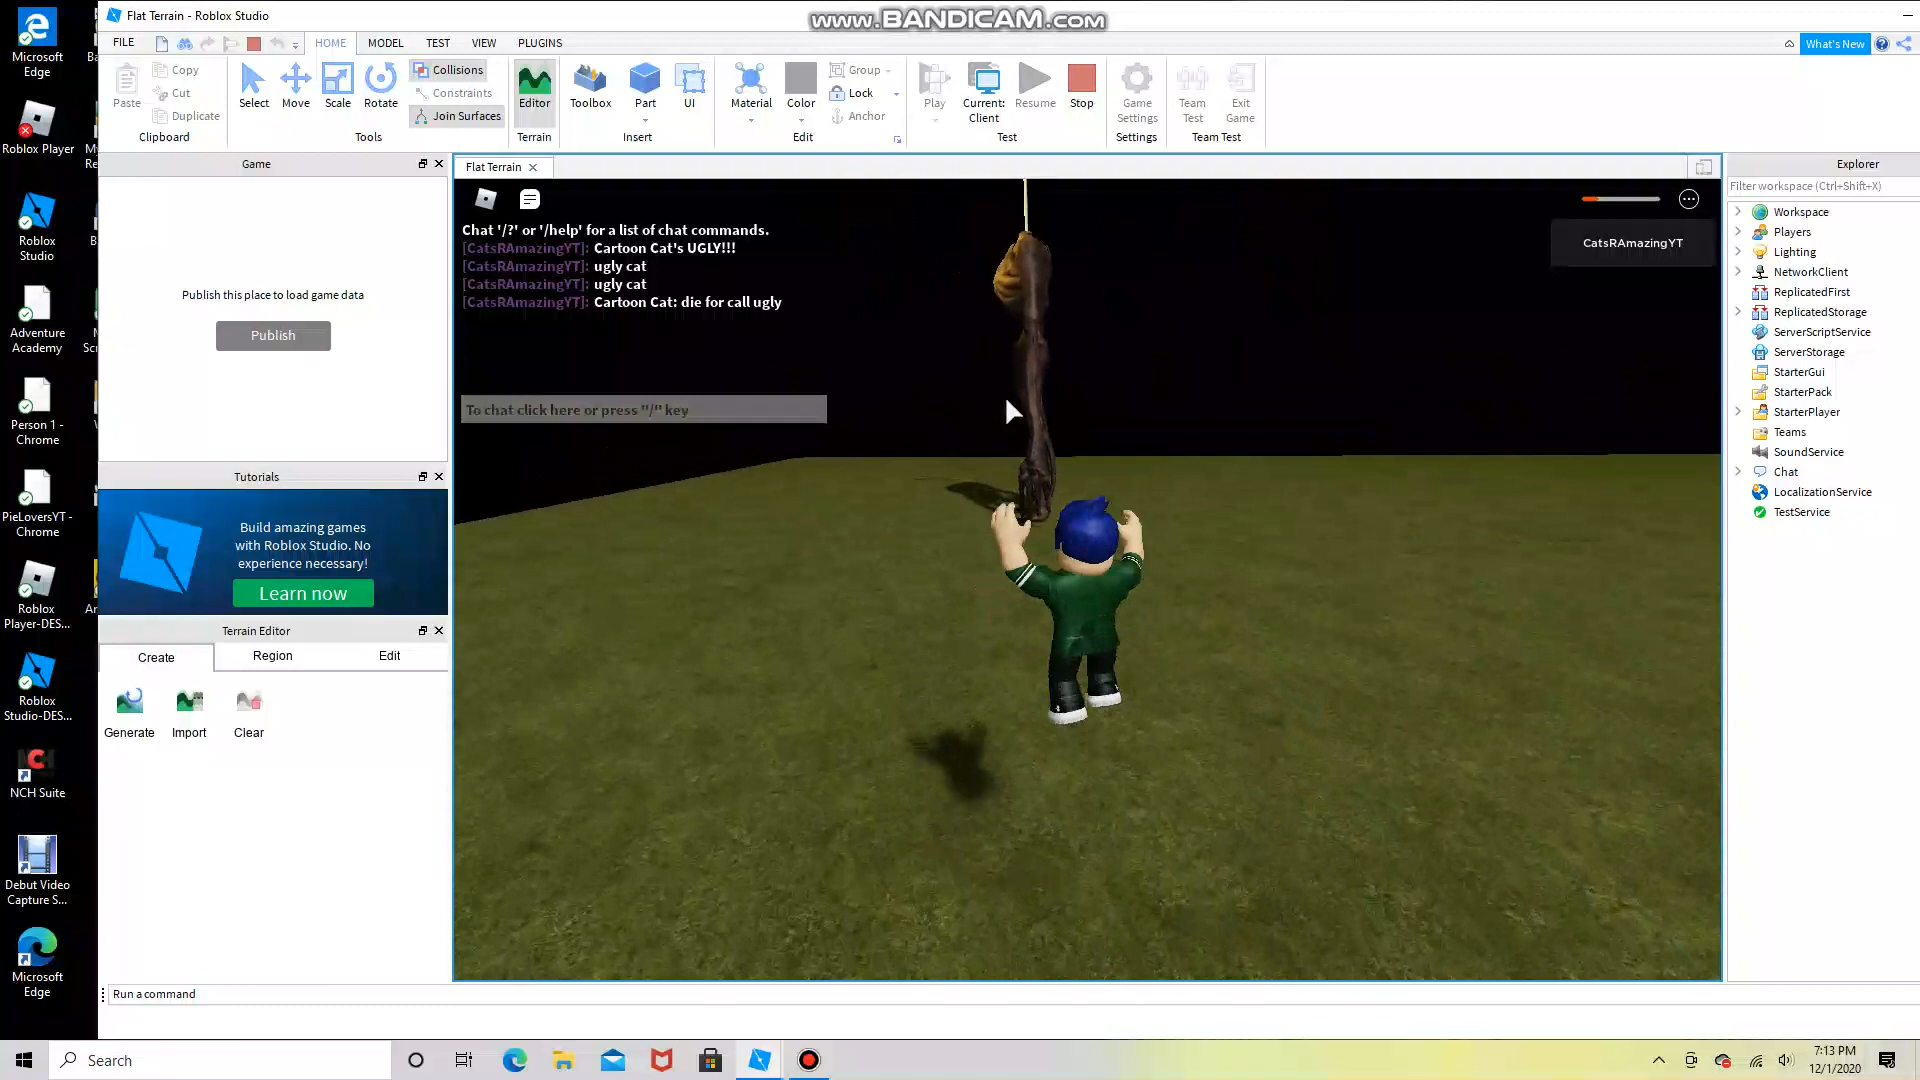 Flat Terrain - Roblox Studio
www.BANDICAM.com
FILE
HOME
MODEL
TEST
VIEW
PLUGINS
What's New
Paste
Copy
Cut
Duplicate
Clipboard
Select
Move
Scale
Rotate
Tools
Collisions
Constraints
Join Surfaces
Editor
Terrain
Toolbox
Part
UI
Insert
Material
Color
Group
Lock
Anchor
Edit
Play
Current:
Client
Resume
Stop
Test
Game
Settings
Settings
Team
Test
Exit
Game
Team Test
Microsoft
Edge
Roblox Player
Roblox
Studio
Adventure
Academy
Person 1 -
Chrome
PieLoversYT -
Chrome
Roblox
Player-DES...
Roblox
Studio-DES...
NCH Suite
Debut Video
Capture S...
Microsoft
Edge
Game
Publish this place to load game data
Publish
Tutorials
Build amazing games
with Roblox Studio. No
experience necessary!
Learn now
Terrain Editor
Create
Region
Edit
Generate
Import
Clear
Flat Terrain
Chat '/?' or '/help' for a list of chat commands.
[CatsRAmazingYT]: Cartoon Cat's UGLY!!!
[CatsRAmazingYT]: ugly cat
[CatsRAmazingYT]: ugly cat
[CatsRAmazingYT]: Cartoon Cat: die for call ugly
To chat click here or press "/" key
CatsRAmazingYT
Explorer
Filter workspace (Ctrl+Shift+X)
Workspace
Players
Lighting
NetworkClient
ReplicatedFirst
ReplicatedStorage
ServerScriptService
ServerStorage
StarterGui
StarterPack
StarterPlayer
Teams
SoundService
Chat
LocalizationService
TestService
Run a command
Search
7:13 PM
12/1/2020